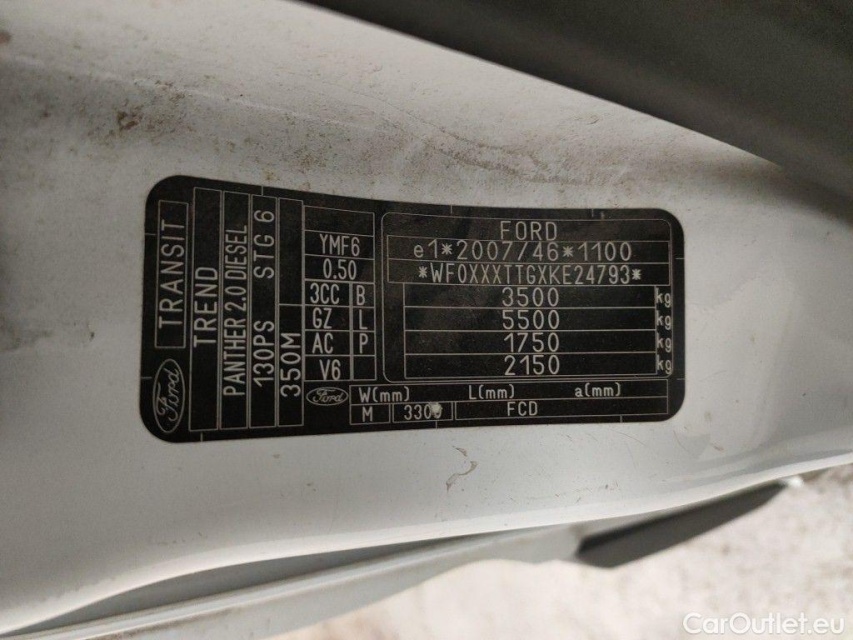 TRANSIT
TREND
PANTHER 2.0 DIESEL
130PS STG 6
350M
Ford
YMF6
0.50
3CC B
GZ L
AC P
V6
Ford
FORD
e1*2007/46*1100
*WF0XXXTTGXKE24793*
3500 kg
5500 kg
1750 kg
2150 kg
W(mm) L(mm) a(mm)
M FCD
CarOutlet.eu